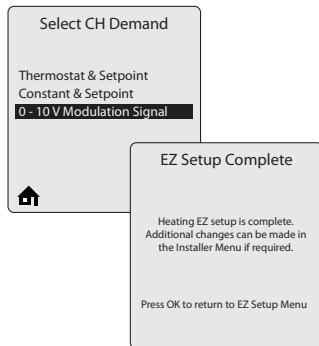 Select CH Demand
Thermostat & Setpoint
Constant & Setpoint
0 - 10 V Modulation Signal
EZ Setup Complete
Heating EZ setup is complete.
Additional changes can be made in
the Installer Menu if required.
Press OK to return to EZ Setup Menu